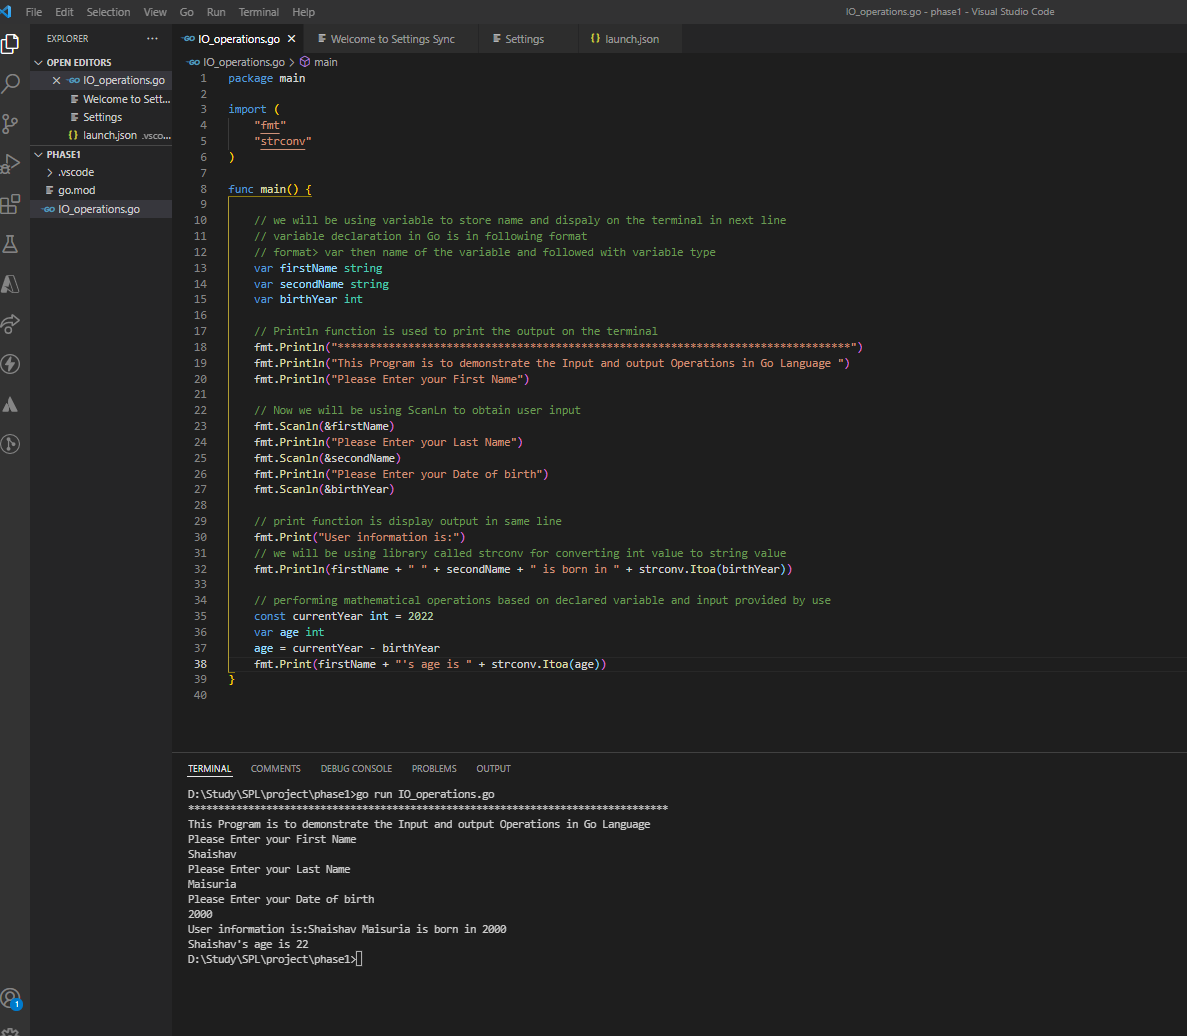 File Edit Selection View Go Run Terminal Help
IO_operations.go - phase1 - Visual Studio Code
EXPLORER
OPEN EDITORS
IO_operations.go
Welcome to Sett...
Settings
launch.json .vsco...
PHASE1
.vscode
go.mod
IO_operations.go
IO_operations.go Welcome to Settings Sync Settings {} launch.json
IO_operations.go > main
1 package main
2
3 import (
4 "fmt"
5 "strconv"
6 )
7
8 func main() {
9
10 // we will be using variable to store name and dispaly on the terminal in next line
11 // variable declaration in Go is in following format
12 // format> var then name of the variable and followed with variable type
13 var firstName string
14 var secondName string
15 var birthYear int
16
17 // Println function is used to print the output on the terminal
18 fmt.Println("********************************************************************************")
19 fmt.Println("This Program is to demonstrate the Input and output Operations in Go Language ")
20 fmt.Println("Please Enter your First Name")
21
22 // Now we will be using ScanLn to obtain user input
23 fmt.Scanln(&firstName)
24 fmt.Println("Please Enter your Last Name")
25 fmt.Scanln(&secondName)
26 fmt.Println("Please Enter your Date of birth")
27 fmt.Scanln(&birthYear)
28
29 // print function is display output in same line
30 fmt.Print("User information is:")
31 // we will be using library called strconv for converting int value to string value
32 fmt.Println(firstName + " " + secondName + " is born in " + strconv.Itoa(birthYear))
33
34 // performing mathematical operations based on declared variable and input provided by use
35 const currentYear int = 2022
36 var age int
37 age = currentYear - birthYear
38 fmt.Print(firstName + "'s age is " + strconv.Itoa(age))
39 }
40
TERMINAL COMMENTS DEBUG CONSOLE PROBLEMS OUTPUT
D:\Study\SPL\project\phase1>go run IO_operations.go
********************************************************************************
This Program is to demonstrate the Input and output Operations in Go Language
Please Enter your First Name
Shaishav
Please Enter your Last Name
Maisuria
Please Enter your Date of birth
2000
User information is:Shaishav Maisuria is born in 2000
Shaishav's age is 22
D:\Study\SPL\project\phase1>
1